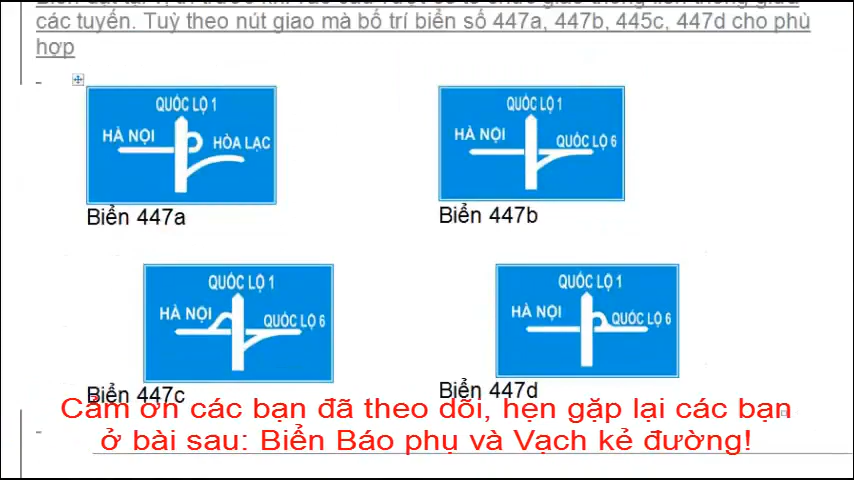 các tuyến. Tuỳ theo nút giao mà bố trí biển số 447a, 447b, 445c, 447d cho phù
hợp
QUỐC LỘ 1
HÀ NỘI
HÒA LẠC
Biển 447a
QUỐC LỘ 1
HÀ NỘI
QUỐC LỘ 6
Biển 447b
QUỐC LỘ 1
HÀ NỘI
QUỐC LỘ 6
Biển 447c
QUỐC LỘ 1
HÀ NỘI
QUỐC LỘ 6
Biển 447d
Cảm ơn các bạn đã theo dõi, hẹn gặp lại các bạn
ở bài sau: Biển Báo phụ và Vạch kẻ đường!